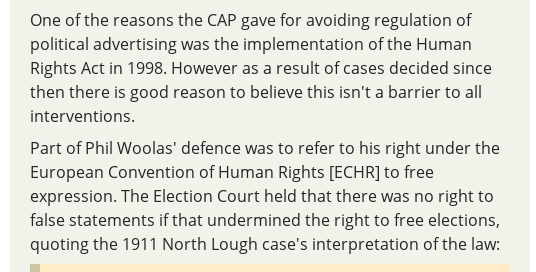 One of the reasons the CAP gave for avoiding regulation of
political advertising was the implementation of the Human
Rights Act in 1998. However as a result of cases decided since
then there is good reason to believe this isn't a barrier to all
interventions.
Part of Phil Woolas' defence was to refer to his right under the
European Convention of Human Rights [ECHR] to free
expression. The Election Court held that there was no right to
false statements if that undermined the right to free elections,
quoting the 1911 North Lough case's interpretation of the law: